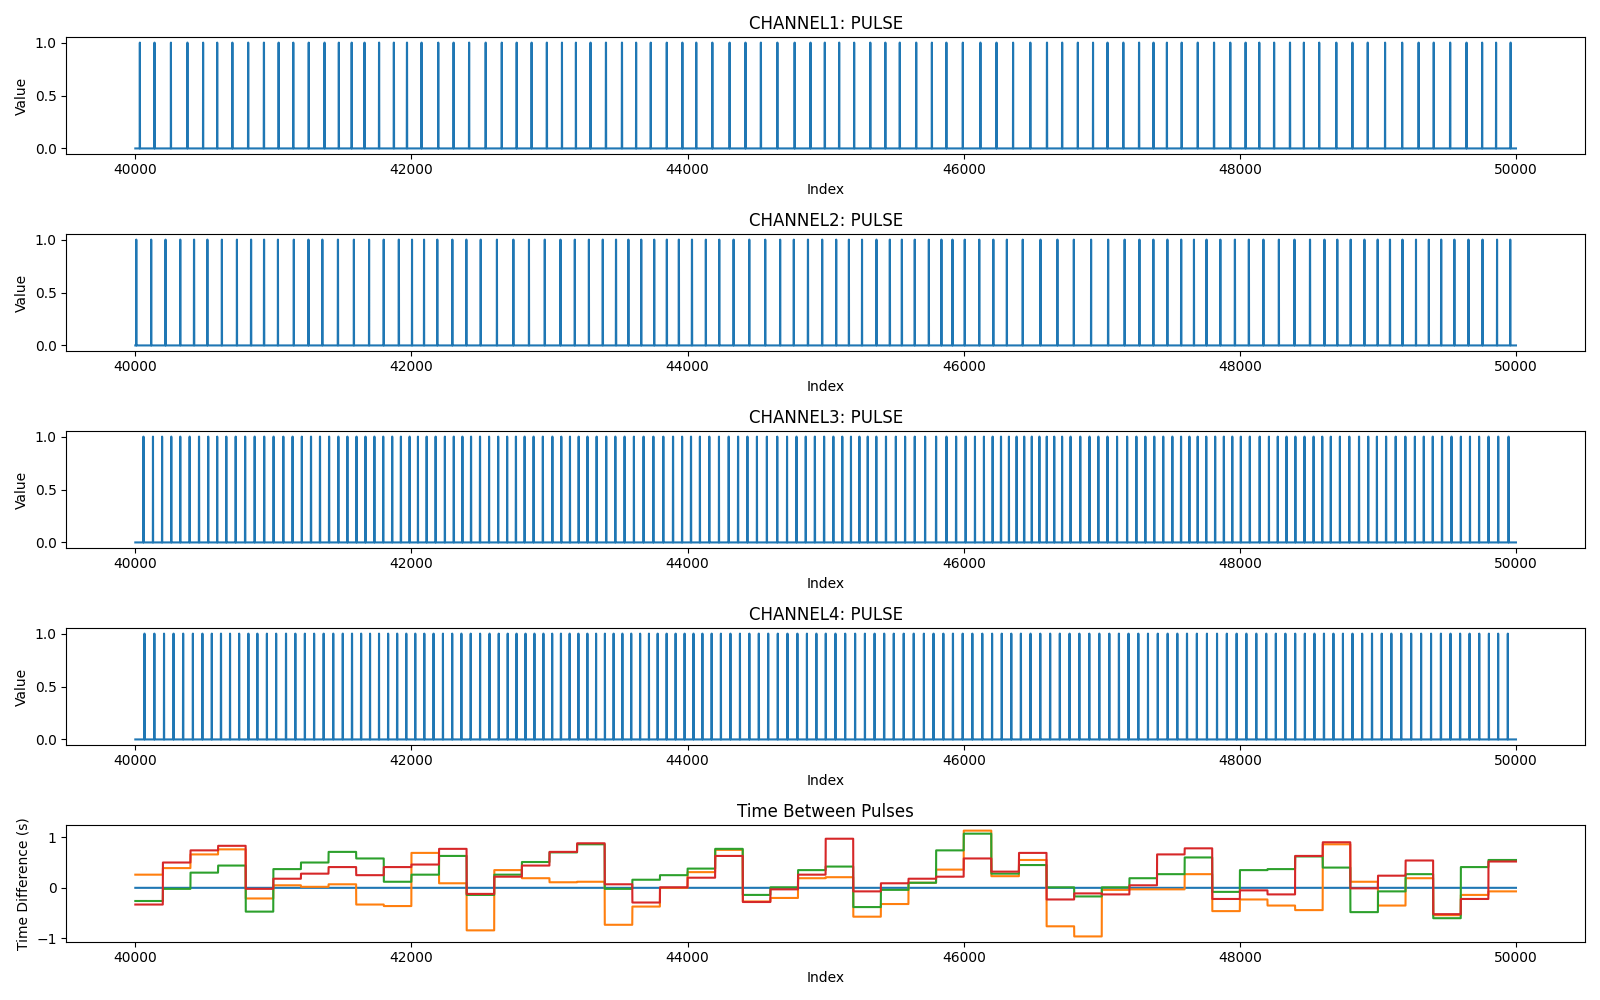 CHANNEL1: PULSE
Value
1.0
0.5
0.0
40000 42000 44000 46000 48000 50000
Index
CHANNEL2: PULSE
Value
1.0
0.5
0.0
40000 42000 44000 46000 48000 50000
Index
CHANNEL3: PULSE
Value
1.0
0.5
0.0
40000 42000 44000 46000 48000 50000
Index
CHANNEL4: PULSE
Value
1.0
0.5
0.0
40000 42000 44000 46000 48000 50000
Index
Time Between Pulses
Time Difference (s)
1
0
−1
40000 42000 44000 46000 48000 50000
Index